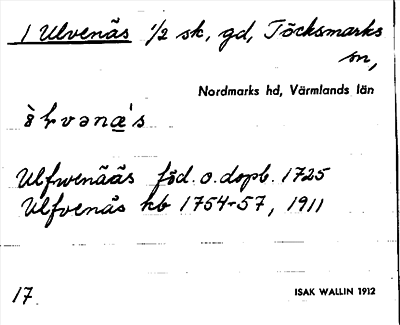 1 Ulvenäs ½ sk, gd, Töcksmarks
sn,
Nordmarks hd, Värmlands län
Ulfwenääs föd. o. dopb. 1725
Ulfvenäs hb 1754-57, 1911
17
ISAK WALLIN 1912